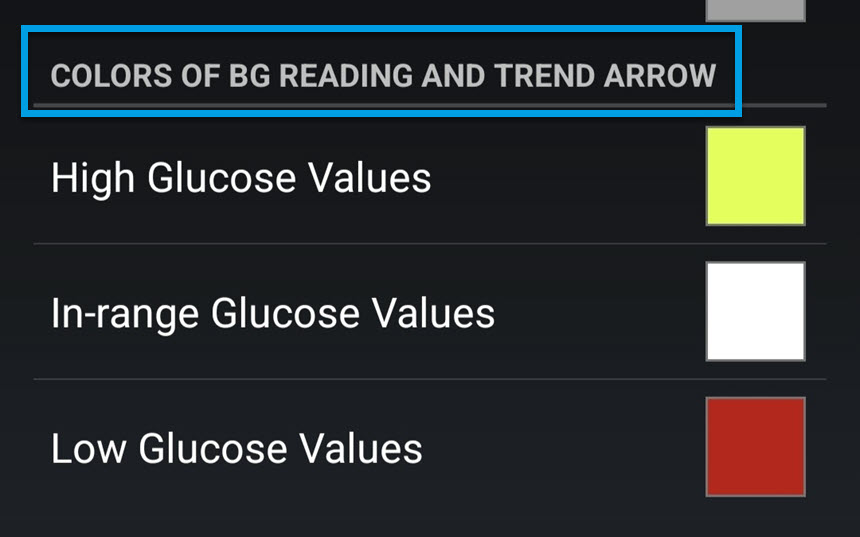 COLORS OF BG READING AND TREND ARROW
High Glucose Values
In-range Glucose Values
Low Glucose Values